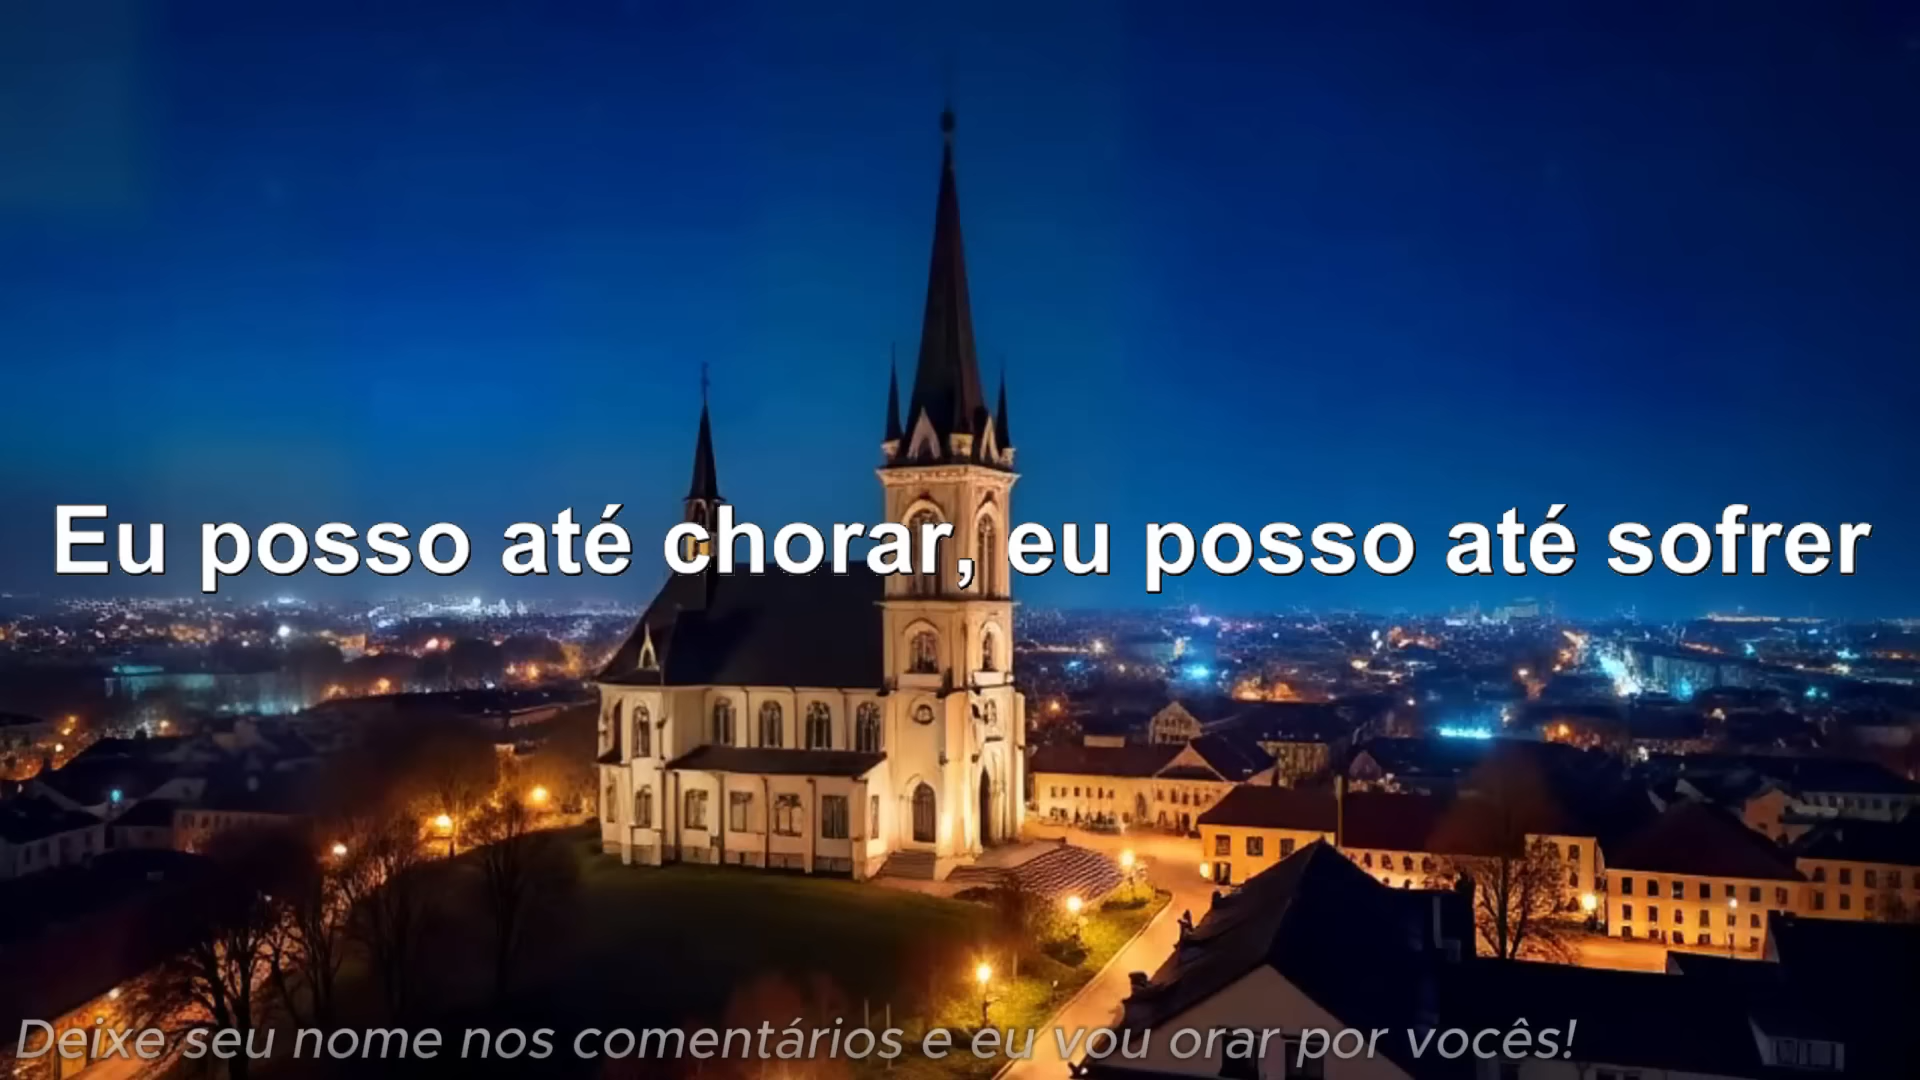 Eu posso até chorar, eu posso até sofrer
Deixe seu nome nos comentários e eu vou orar por vocês!